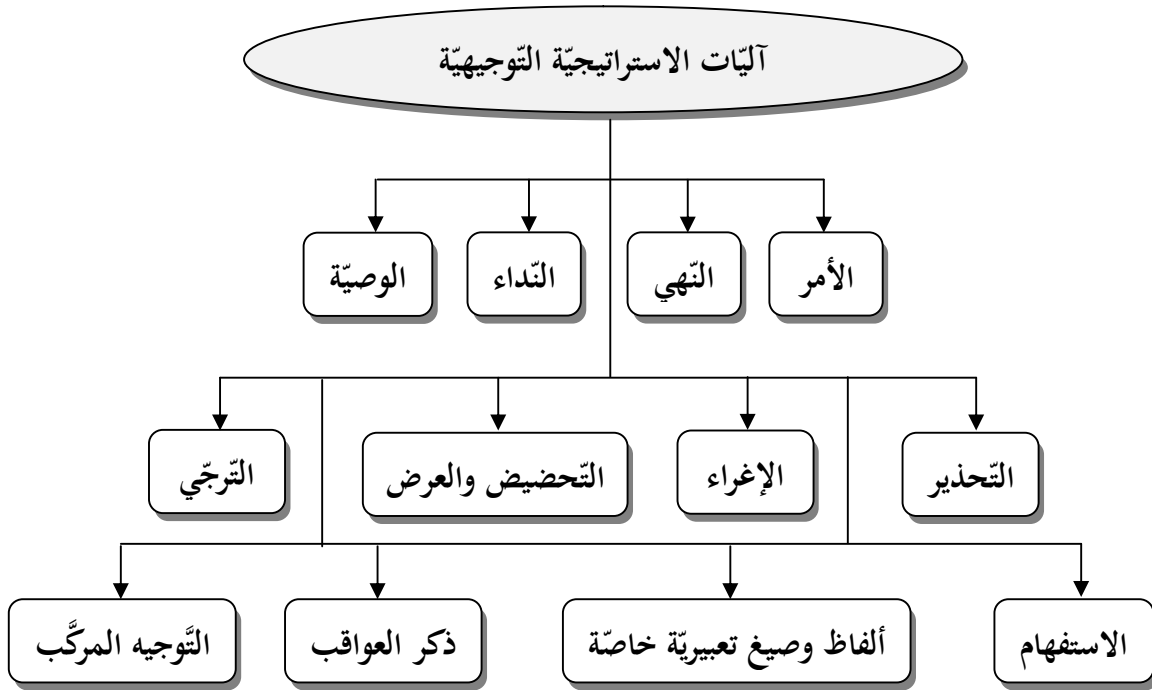 آليّات الاستراتيجيّة التّوجيهيّة
الأمر
النّهي
النّداء
الوصيّة
التّحذير
الإغراء
التّحضيض والعرض
التّرجّي
الاستفهام
ألفاظ وصيغ تعبيريّة خاصّة
ذكر العواقب
التَّوجيه المركَّب